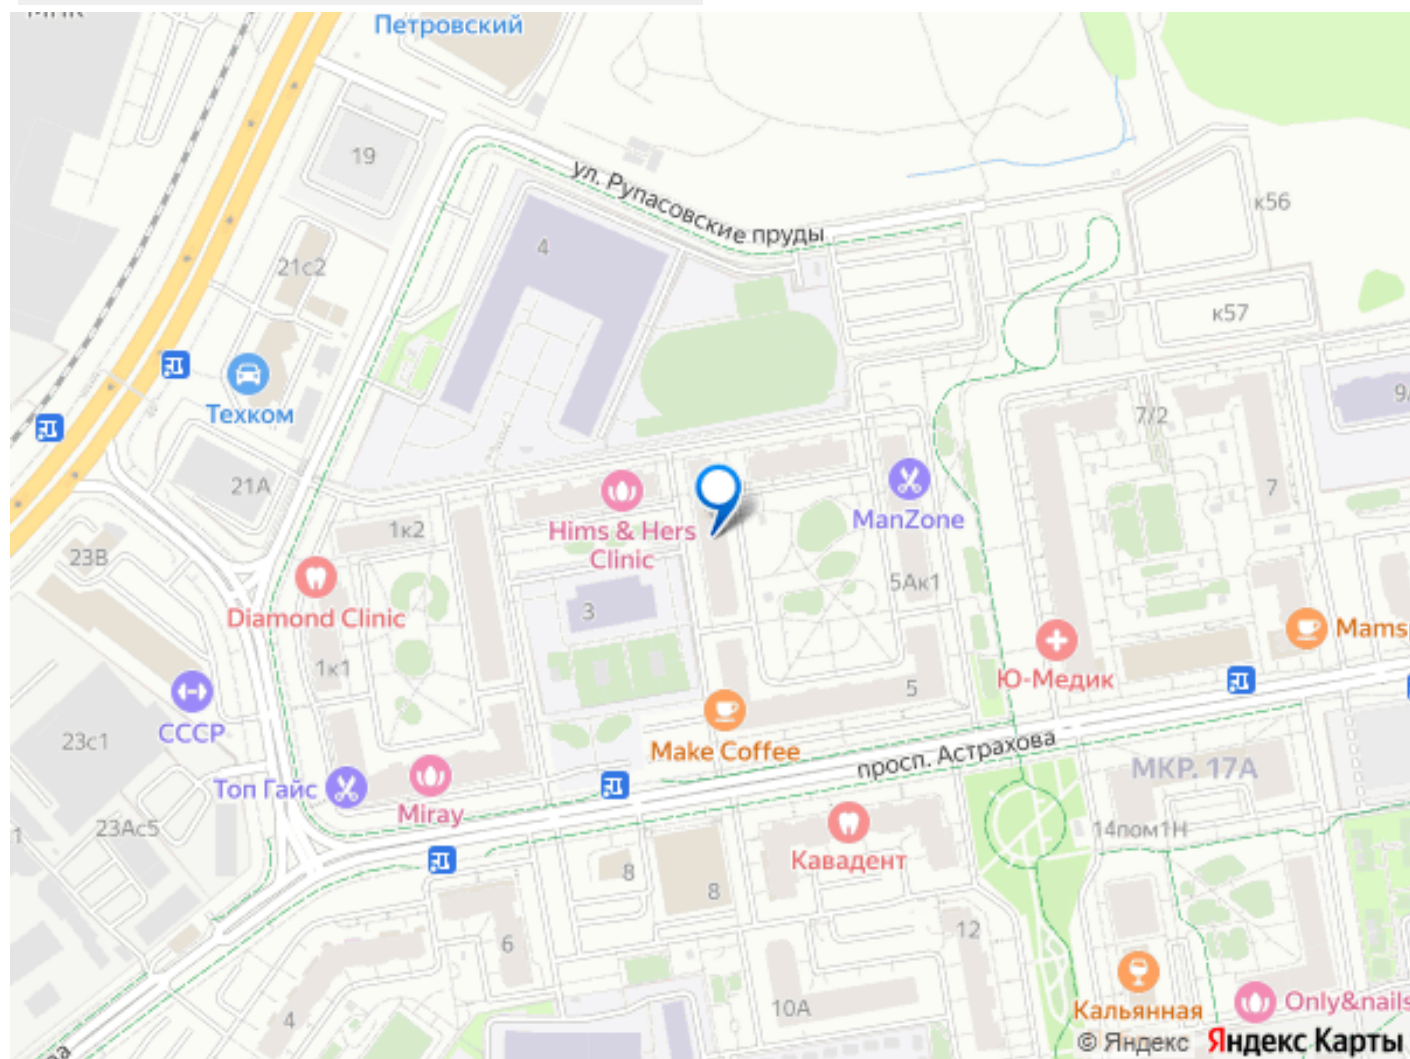 Петровский
19
ул. Рупасовские пруды
к56
4
21с2
к57
Техком
9/
7/2
21А
7
Hims & Hers
Clinic
ManZone
1к2
23В
5Ак1
3
Diamond Clinic
Mams
1к1
Ю-Медик
5
СССР
23с1
Make Coffee
просп. Астрахова
МКР. 17А
Топ Гайс
Miray
23Ас5
1
14пом1Н
Кавадент
8
8
12
6
10А
4
Кальянная
Only&nails
ва
© Яндекс Яндекс Карты